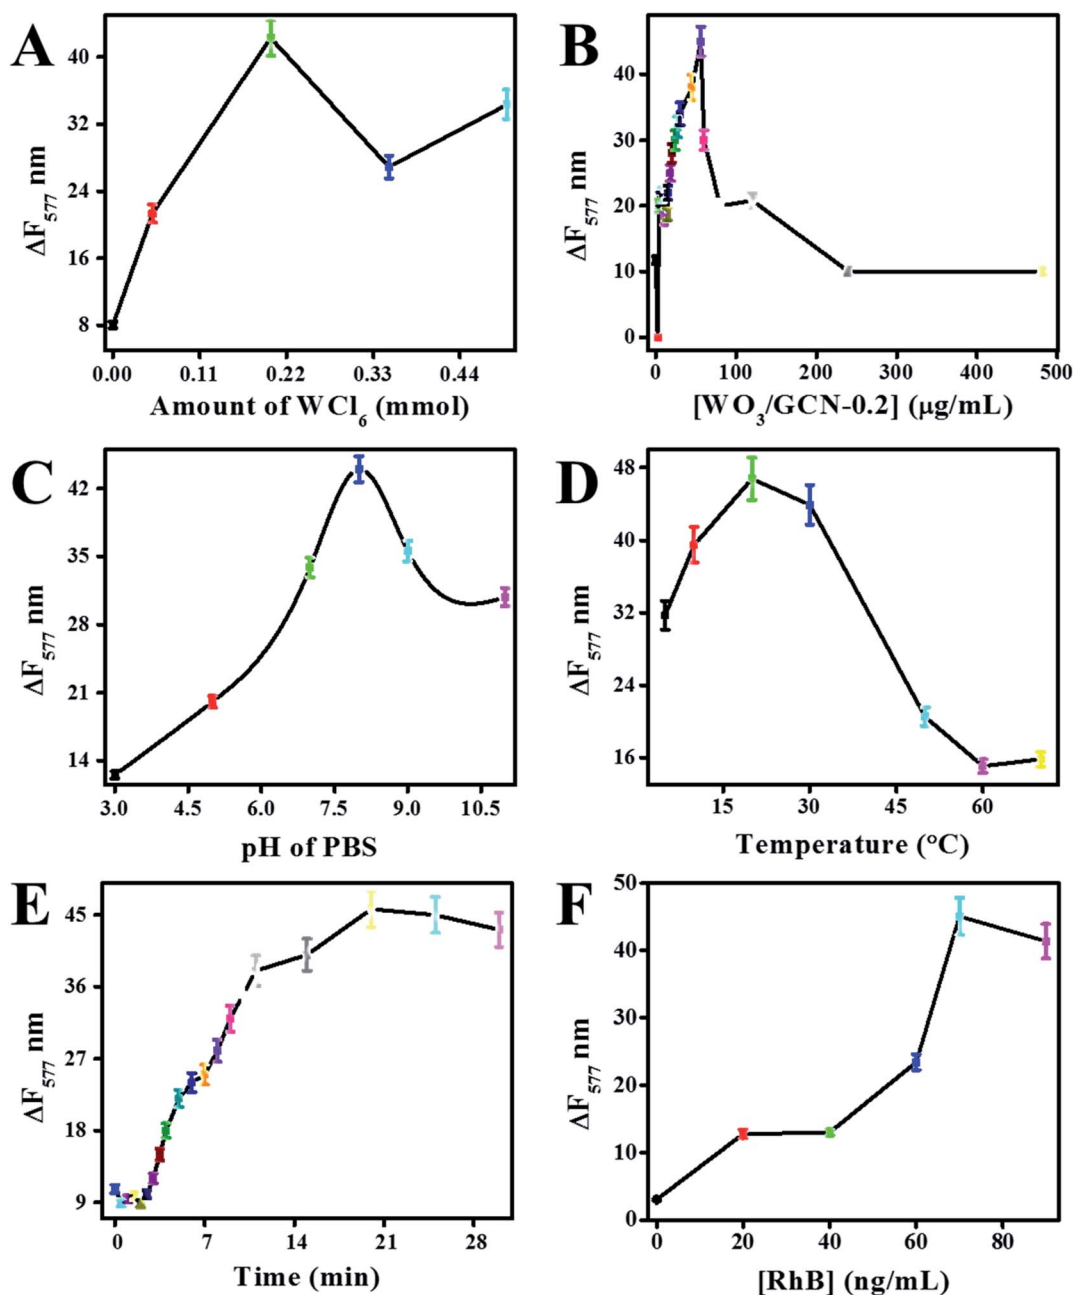 A
ΔF577 nm
40
32
24
16
8
0.00 0.11 0.22 0.33 0.44
Amount of WCl6 (mmol)
B
ΔF577 nm
40
30
20
10
0
0 100 200 300 400 500
[WO3/GCN-0.2] (μg/mL)
C
ΔF577 nm
42
35
28
21
14
3.0 4.5 6.0 7.5 9.0 10.5
pH of PBS
D
ΔF577 nm
48
40
32
24
16
15 30 45 60
Temperature (°C)
E
ΔF577 nm
45
36
27
18
9
0 7 14 21 28
Time (min)
F
ΔF577 nm
50
40
30
20
10
0
0 20 40 60 80
[RhB] (ng/mL)